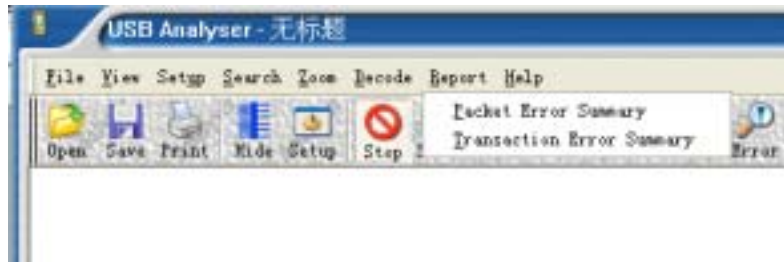 USB Analyser - 无标题
File View Setup Search Zoom Decode Report Help
Packet Error Summary
Transaction Error Summary
Open Save Print Hide Setup Stop Error